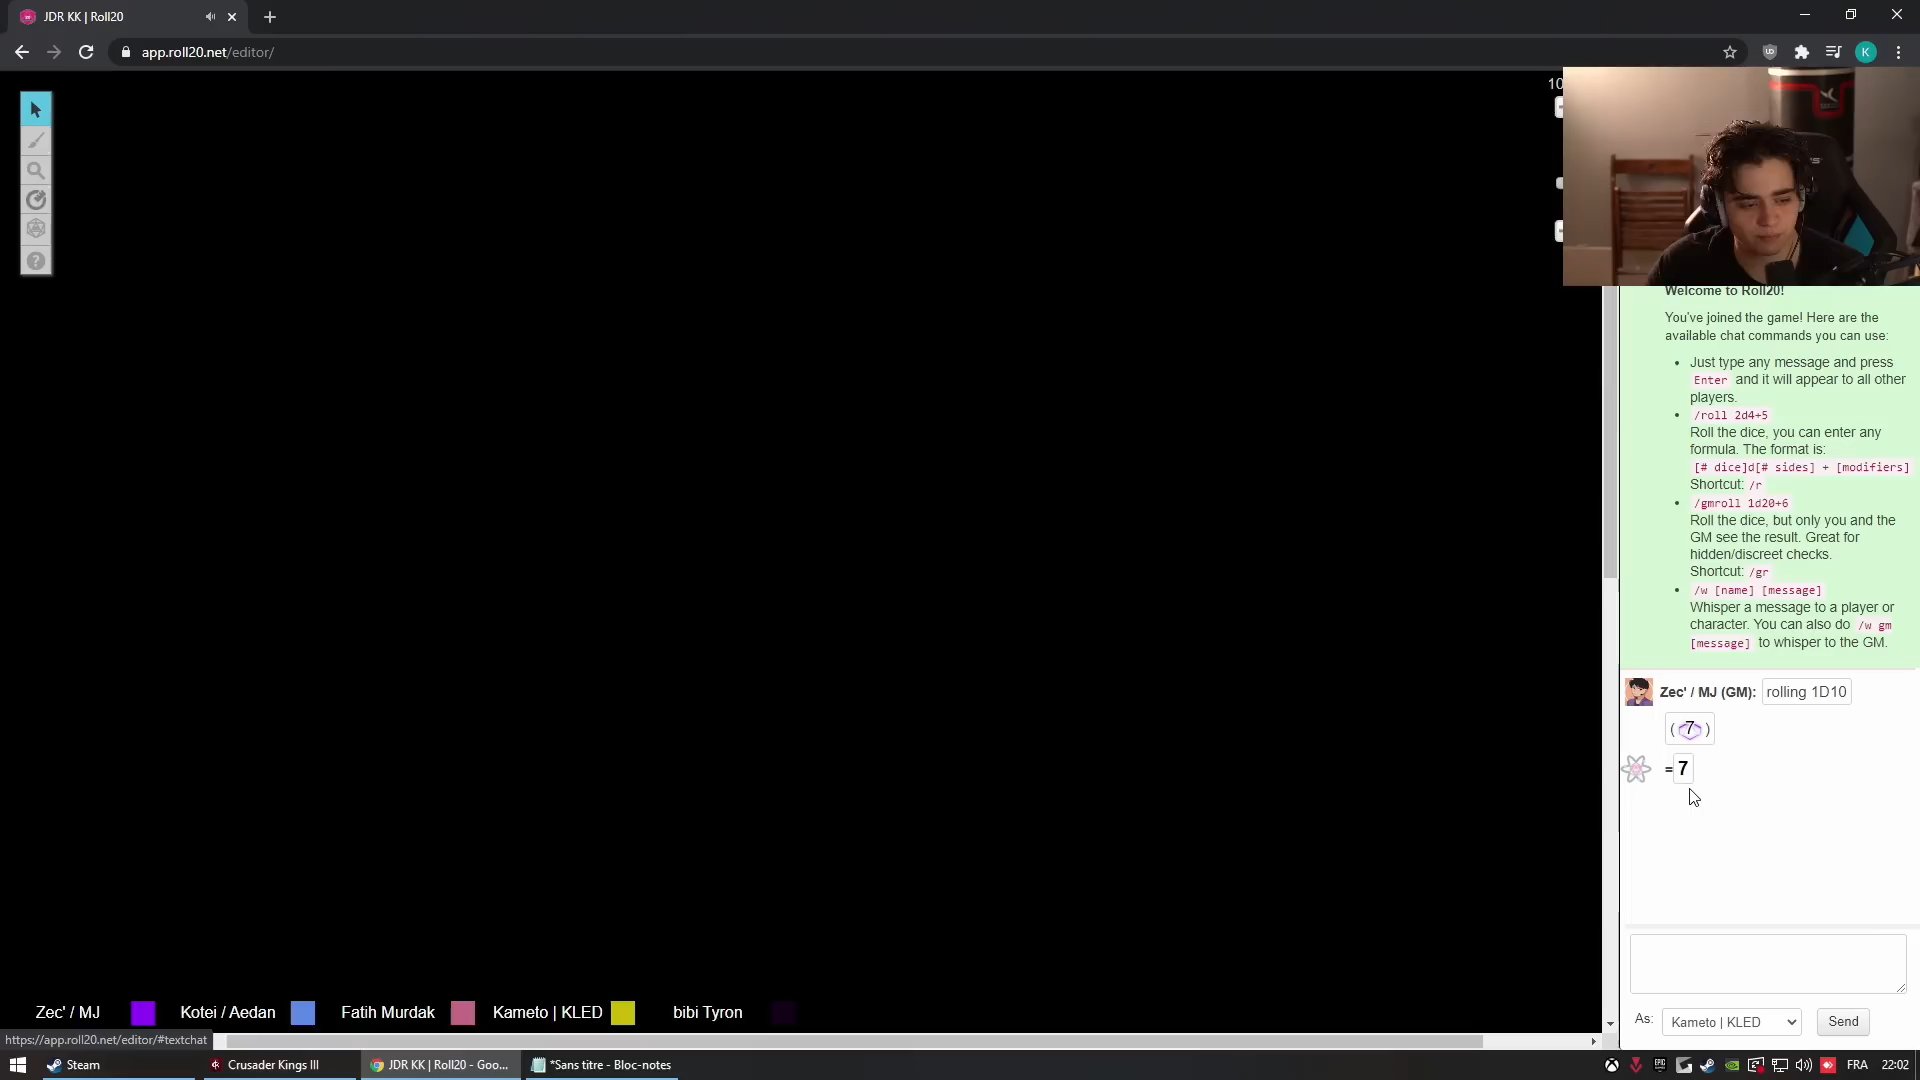 JDR KK | Roll20
app.roll20.net/editor/
10
Welcome to Roll20!
You've joined the game! Here are the
available chat commands you can use:
Just type any message and press
Enter and it will appear to all other
players.
/roll 2d4+5
Roll the dice, you can enter any
formula. The format is:
[# dice]d[# sides] + [modifiers]
Shortcut: /r
/gmroll 1d20+6
Roll the dice, but only you and the
GM see the result. Great for
hidden/discreet checks.
Shortcut: /gr
/w [name] [message]
Whisper a message to a player or
character. You can also do /w gm
[message] to whisper to the GM.
Zec' / MJ (GM): rolling 1D10
(7)
=7
Zec' / MJ Kotei / Aedan Fatih Murdak Kameto | KLED bibi Tyron
As: Kameto | KLED Send
https://app.roll20.net/editor/#textchat
Steam Crusader Kings III JDR KK | Roll20 - Goo... *Sans titre - Bloc-notes FRA 22:02